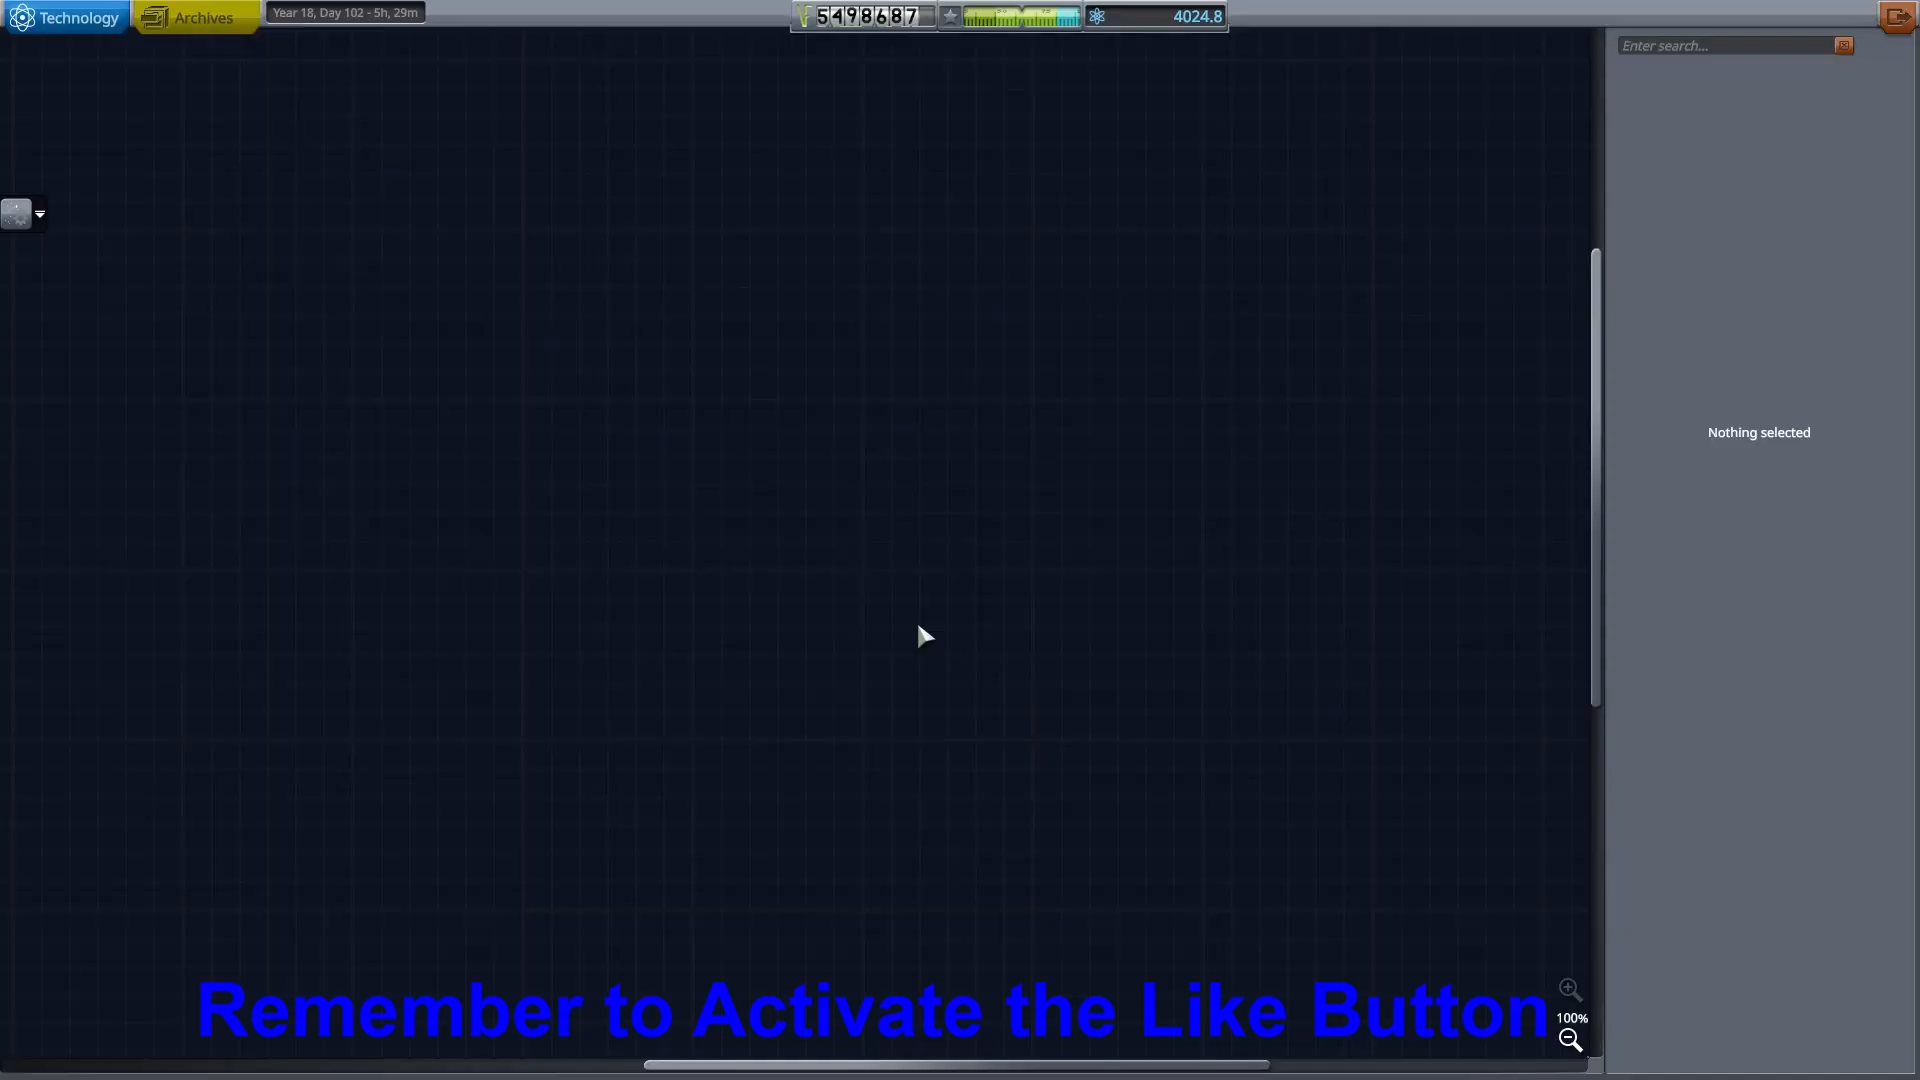 Technology
Archives
Year 18, Day 102 - 5h, 29m
5498687
4024.8
Enter search...
Nothing selected
Remember to Activate the Like Button
100%